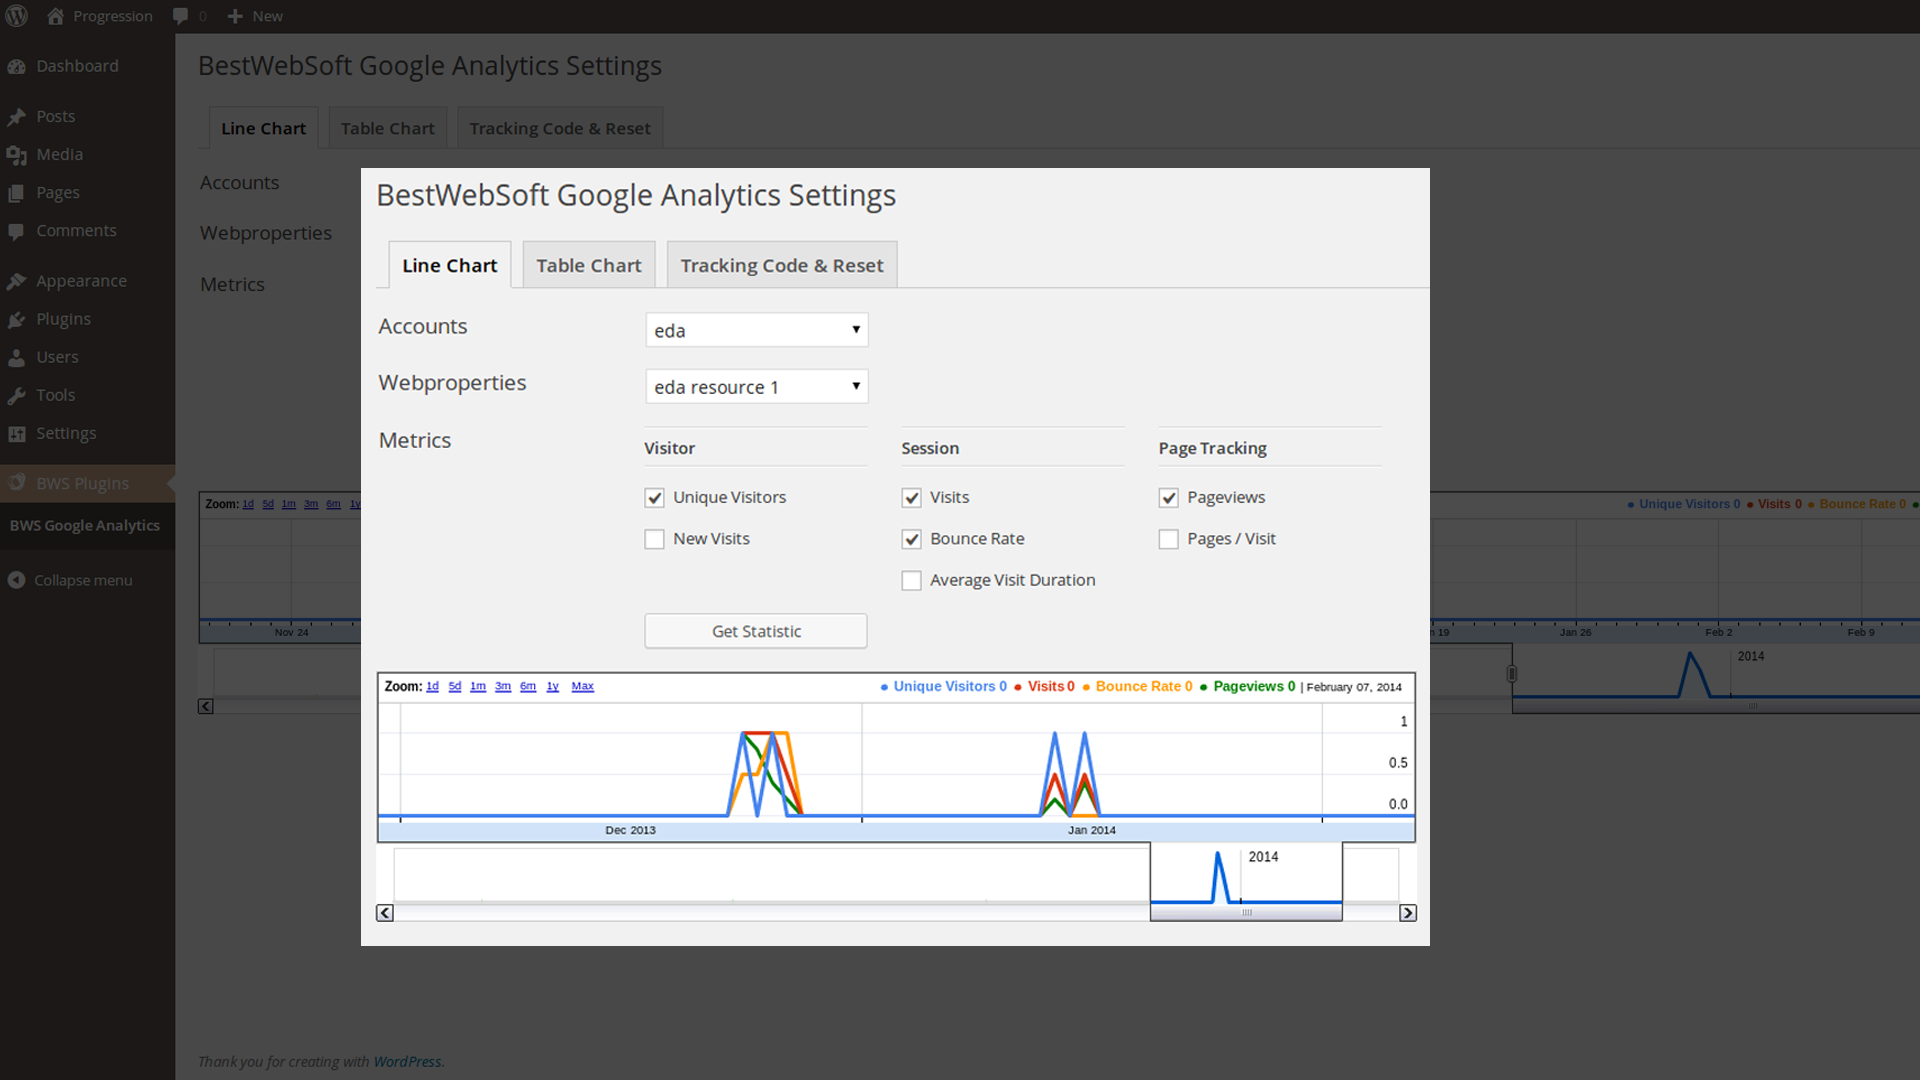 Progression 0 New
Dashboard
Posts
Media
Pages
Comments
Appearance
Plugins
Users
Tools
Settings
BWS Plugins
BWS Google Analytics
Collapse menu
BestWebSoft Google Analytics Settings
Line Chart Table Chart Tracking Code & Reset
Accounts
Webproperties
Metrics
Zoom: 1d 5d 1m 3m 6m
Unique Visitors 0 Visits 0 Bounce Rate 0
Nov 24
19 Jan 26 Feb 2 Feb 9
2014
BestWebSoft Google Analytics Settings
Line Chart Table Chart Tracking Code & Reset
Accounts eda
Webproperties eda resource 1
Metrics
Visitor Session Page Tracking
Unique Visitors Visits Pageviews
New Visits Bounce Rate Pages / Visit
Average Visit Duration
Get Statistic
Zoom: 1d 5d 1m 3m 6m 1y Max Unique Visitors 0 Visits 0 Bounce Rate 0 Pageviews 0 | February 07, 2014
1
0.5
0.0
Dec 2013 Jan 2014
2014
Thank you for creating with WordPress.